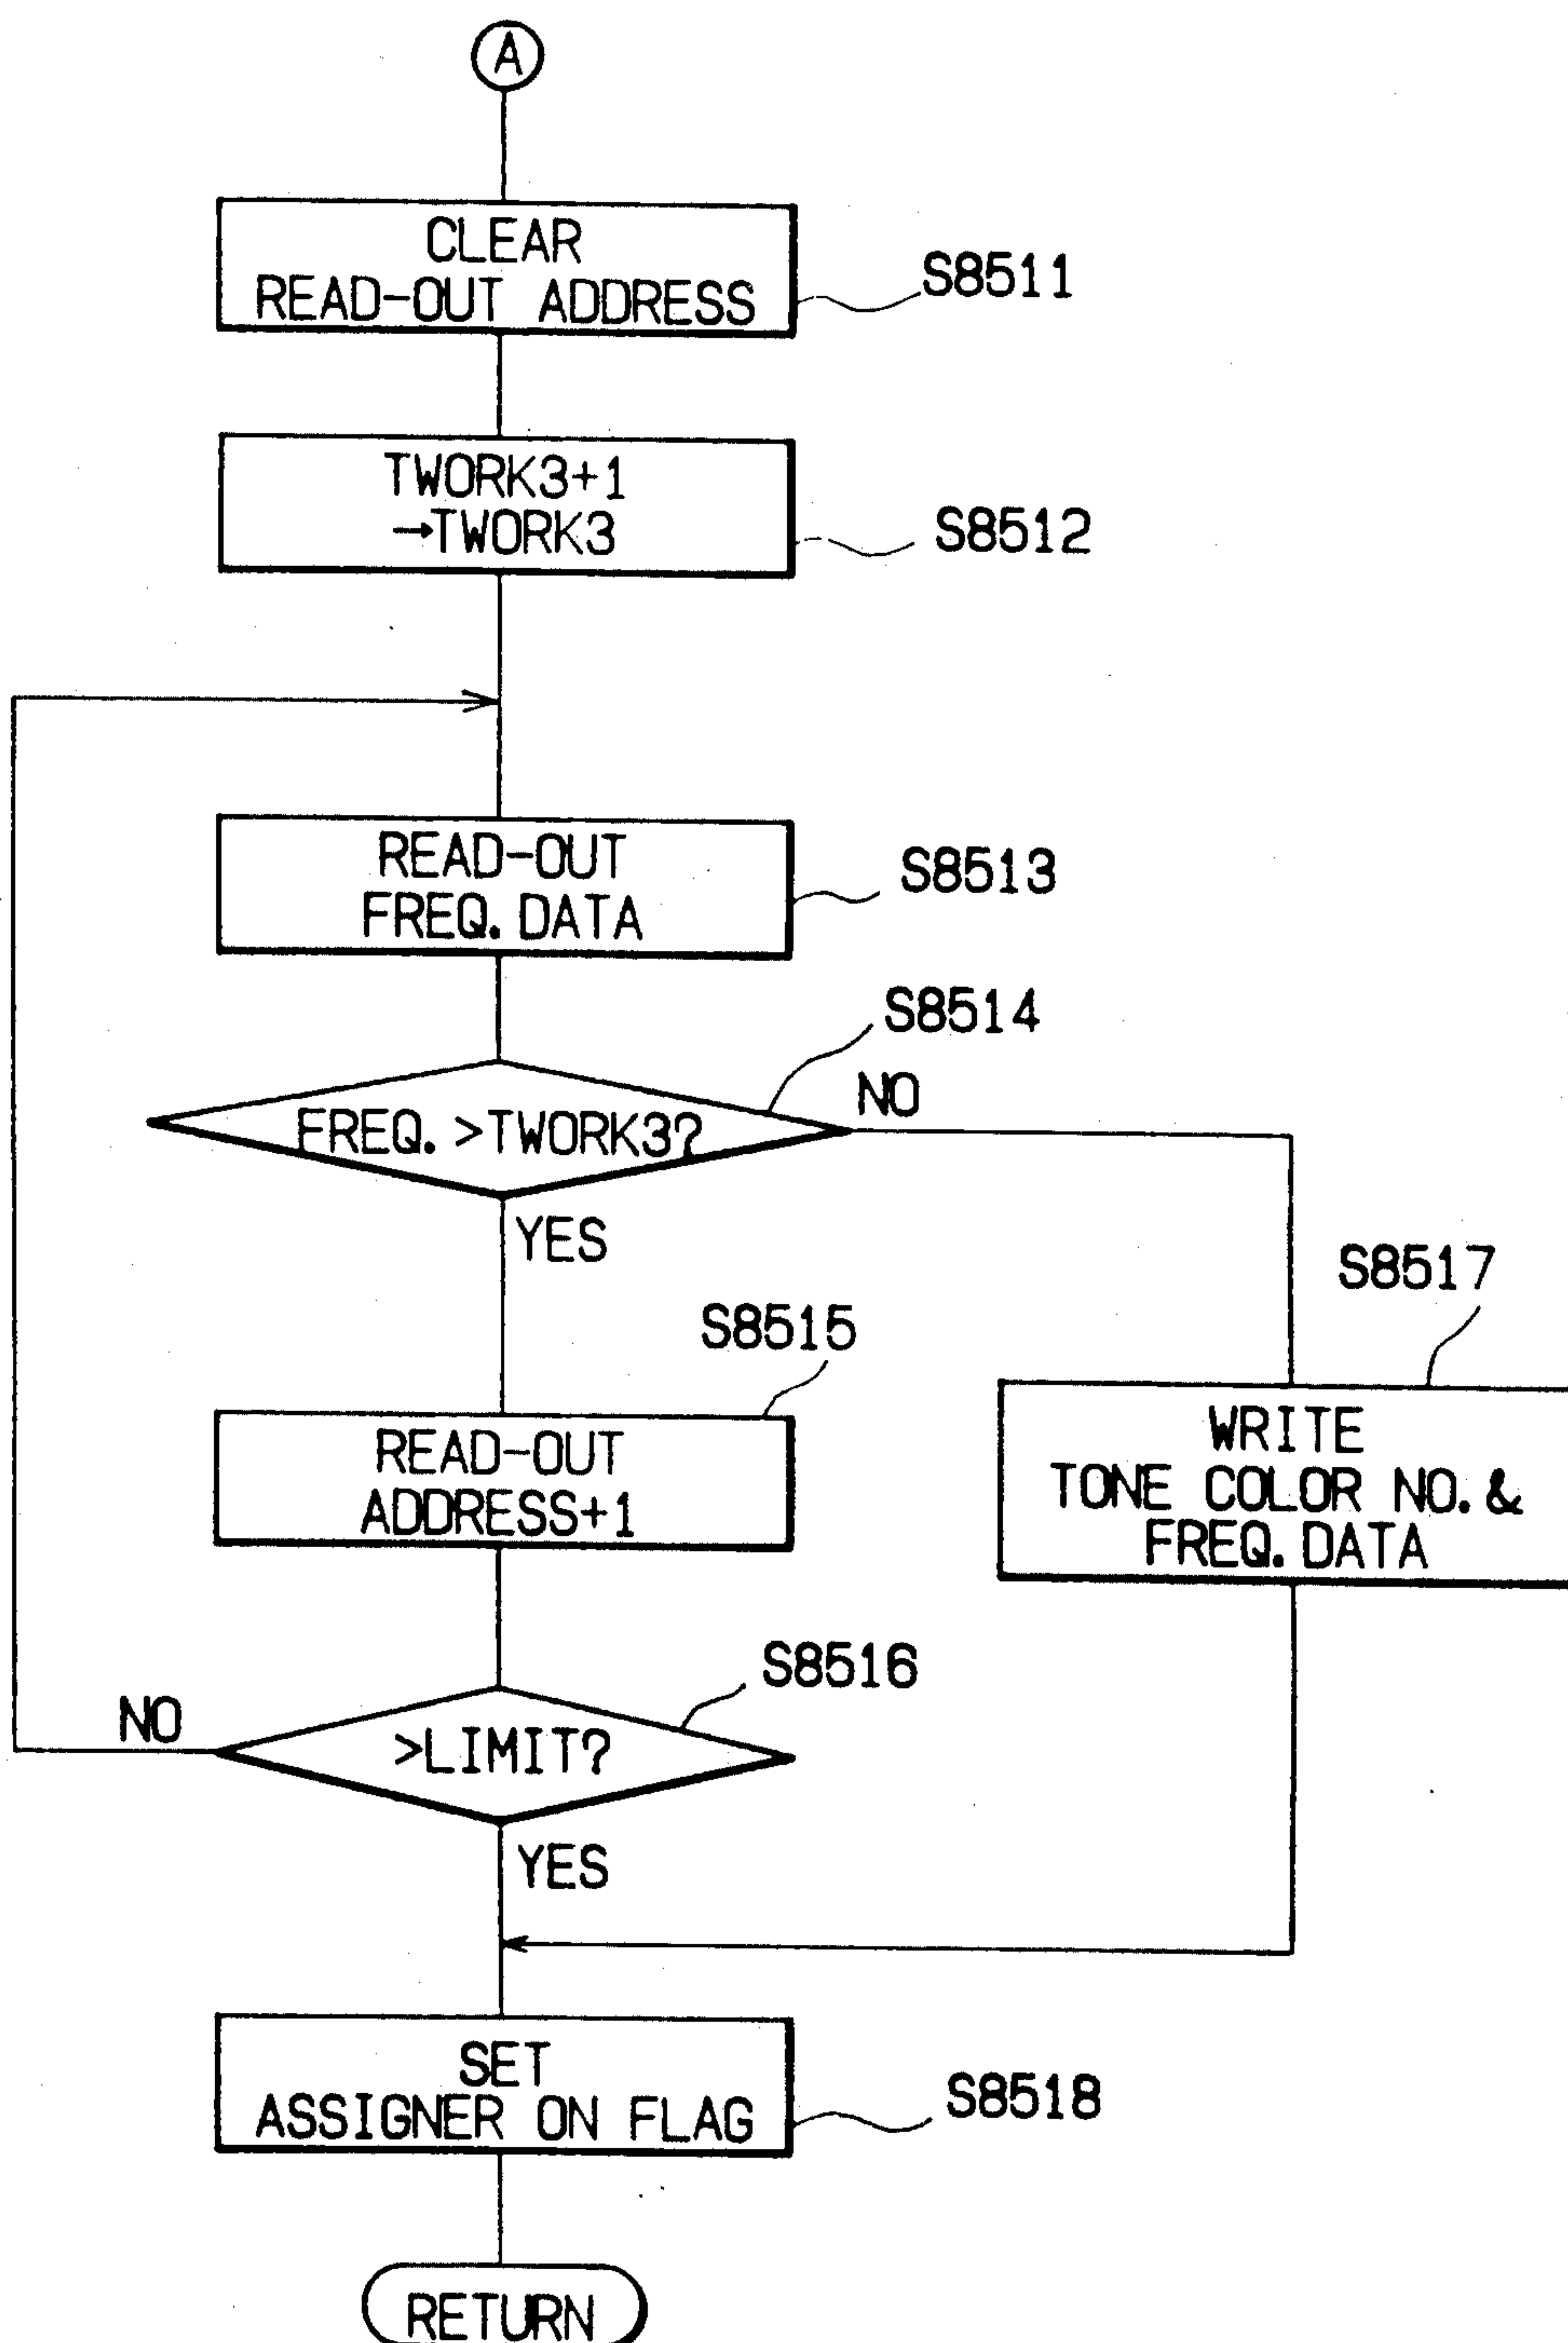 A
CLEAR
READ-OUT ADDRESS
S8511
TWORK3+1
→TWORK3
S8512
READ-OUT
FREQ. DATA
S8513
S8514
FREQ. >TWORK3?
NO
YES
S8515
READ-OUT
ADDRESS+1
S8517
WRITE
TONE COLOR NO. &
FREQ. DATA
S8516
>LIMIT?
NO
YES
SET
ASSIGNER ON FLAG
S8518
RETURN